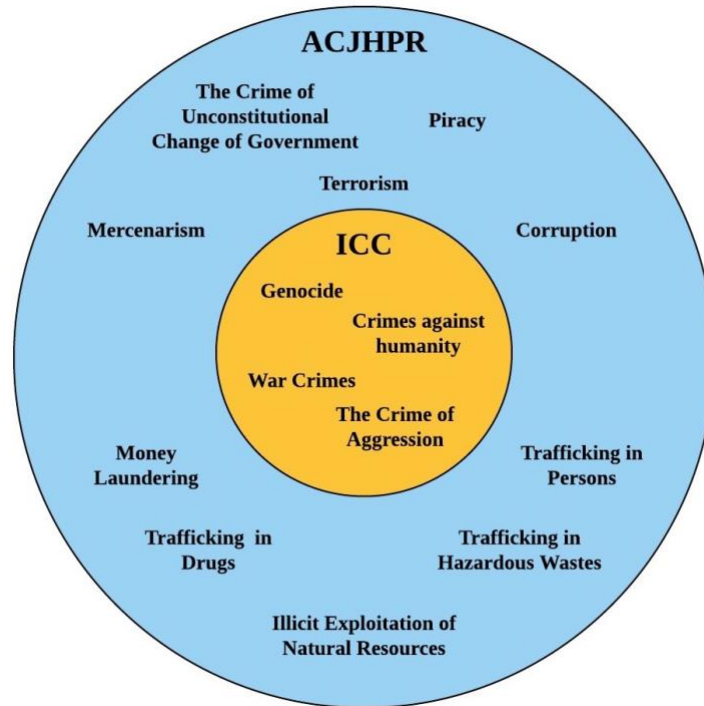 ACJHPR
The Crime of
Unconstitutional
Change of Government
Piracy
Terrorism
Mercenarism
Corruption
ICC
Genocide
Crimes against
humanity
War Crimes
The Crime of
Aggression
Money
Laundering
Trafficking in
Persons
Trafficking in
Drugs
Trafficking in
Hazardous Wastes
Illicit Exploitation of
Natural Resources